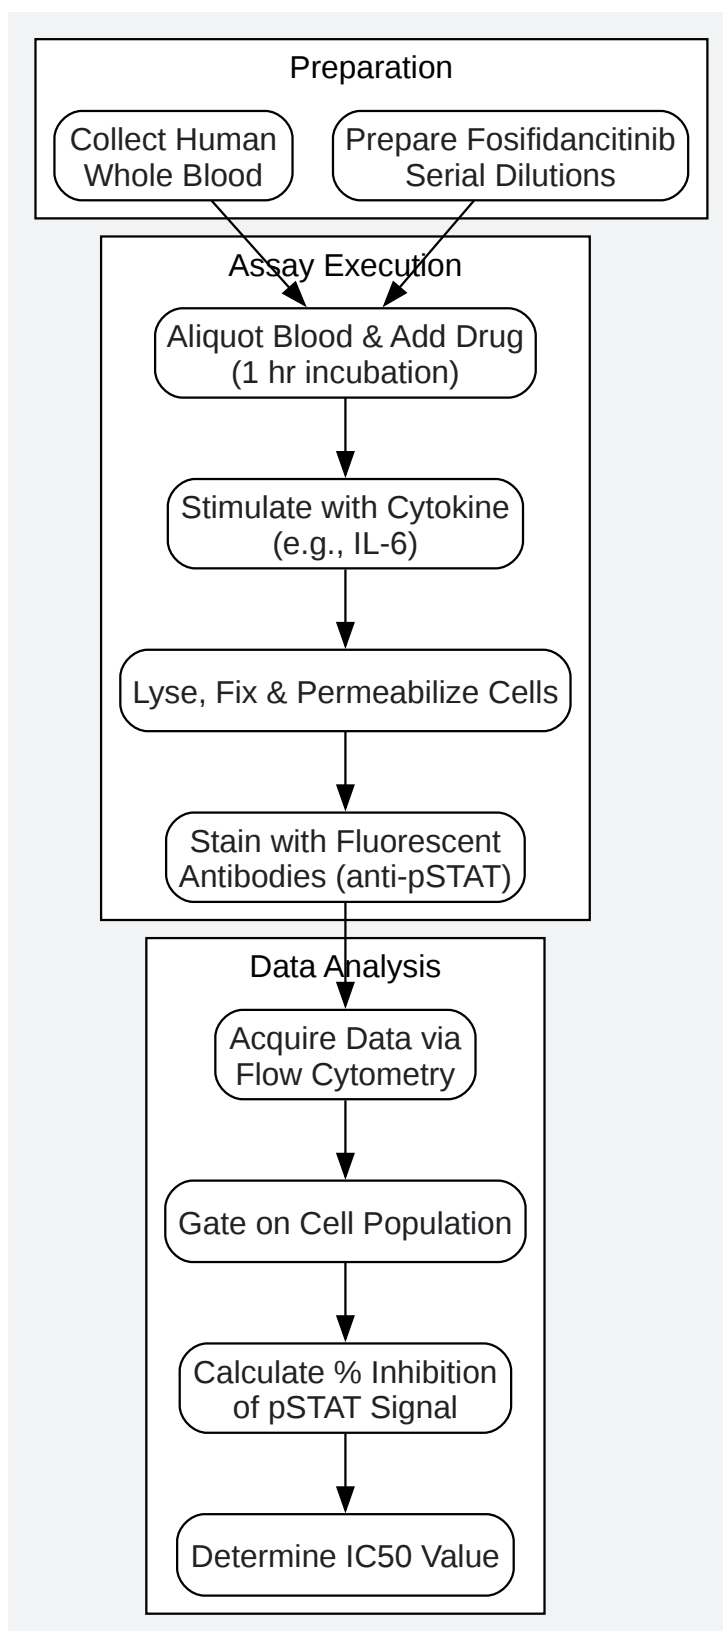 Preparation
Collect Human
Whole Blood
Prepare Fosifidancitinib
Serial Dilutions
Assay Execution
Aliquot Blood & Add Drug
(1 hr incubation)
Stimulate with Cytokine
(e.g., IL-6)
Lyse, Fix & Permeabilize Cells
Stain with Fluorescent
Antibodies (anti-pSTAT)
Data Analysis
Acquire Data via
Flow Cytometry
Gate on Cell Population
Calculate % Inhibition
of pSTAT Signal
Determine IC50 Value